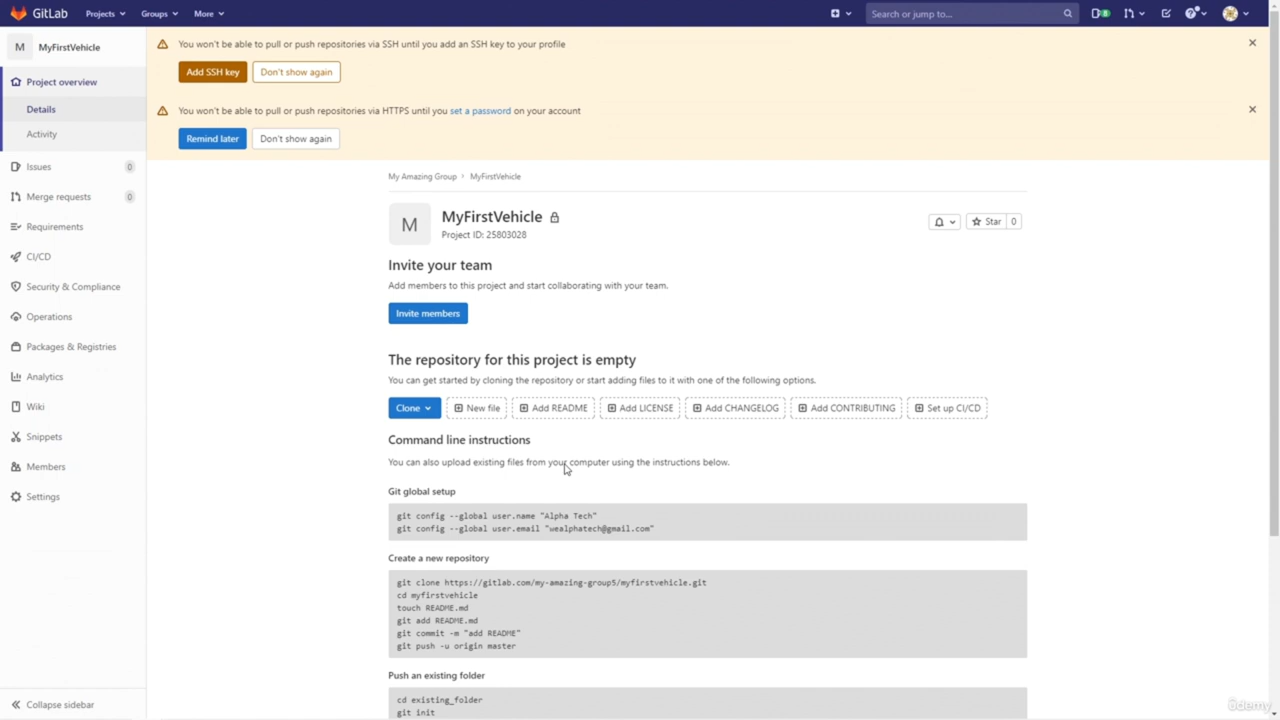 GitLab Projects Groups More Search or jump to...
M MyFirstVehicle
Project overview
Details
Activity
Issues 0
Merge requests 0
Requirements
CI/CD
Security & Compliance
Operations
Packages & Registries
Analytics
Wiki
Snippets
Members
Settings
Collapse sidebar
You won't be able to pull or push repositories via SSH until you add an SSH key to your profile
Add SSH key Don't show again
You won't be able to pull or push repositories via HTTPS until you set a password on your account
Remind later Don't show again
My Amazing Group › MyFirstVehicle
M
MyFirstVehicle
Project ID: 25803028
Star 0
Invite your team
Add members to this project and start collaborating with your team.
Invite members
The repository for this project is empty
You can get started by cloning the repository or start adding files to it with one of the following options.
Clone New file Add README Add LICENSE Add CHANGELOG Add CONTRIBUTING Set up CI/CD
Command line instructions
You can also upload existing files from your computer using the instructions below.
Git global setup
git config --global user.name "Alpha Tech"
git config --global user.email "wealphatech@gmail.com"
Create a new repository
git clone https://gitlab.com/my-amazing-group5/myfirstvehicle.git
cd myfirstvehicle
touch README.md
git add README.md
git commit -m "add README"
git push -u origin master
Push an existing folder
cd existing_folder
git init
ûdemy